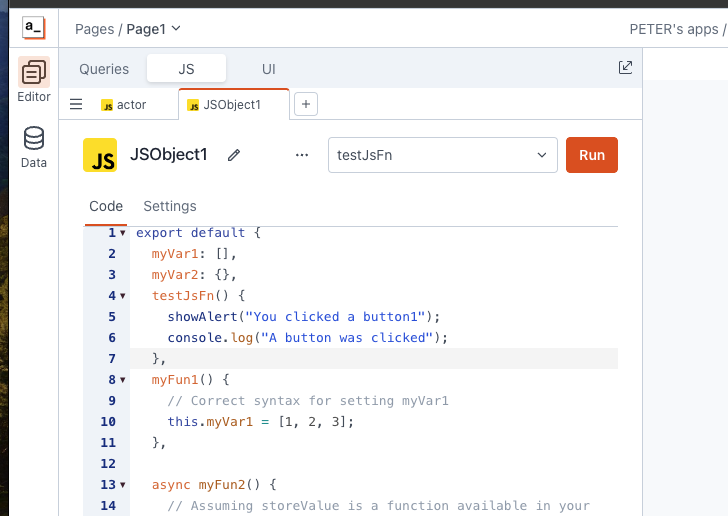 a_
Pages / Page1
PETER's apps /
Queries
JS
UI
Editor
JS actor
JS JSObject1
+
Data
JS
JSObject1
...
testJsFn
Run
Code
Settings
1 export default {
2 myVar1: [],
3 myVar2: {},
4 testJsFn() {
5 showAlert("You clicked a button1");
6 console.log("A button was clicked");
7 },
8 myFun1() {
9 // Correct syntax for setting myVar1
10 this.myVar1 = [1, 2, 3];
11 },
12
13 async myFun2() {
14 // Assuming storeValue is a function available in your